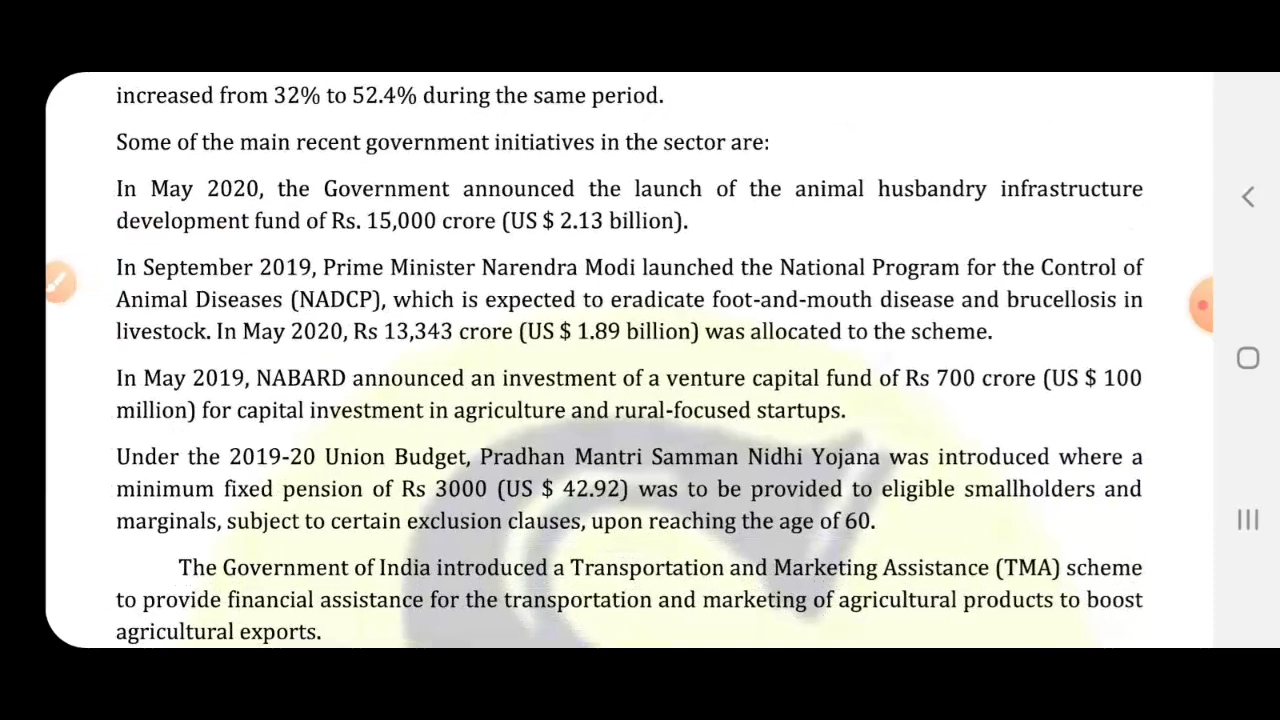 increased from 32% to 52.4% during the same period.
Some of the main recent government initiatives in the sector are:
In May 2020, the Government announced the launch of the animal husbandry infrastructure
development fund of Rs. 15,000 crore (US $ 2.13 billion).
In September 2019, Prime Minister Narendra Modi launched the National Program for the Control of
Animal Diseases (NADCP), which is expected to eradicate foot-and-mouth disease and brucellosis in
livestock. In May 2020, Rs 13,343 crore (US $ 1.89 billion) was allocated to the scheme.
In May 2019, NABARD announced an investment of a venture capital fund of Rs 700 crore (US $ 100
million) for capital investment in agriculture and rural-focused startups.
Under the 2019-20 Union Budget, Pradhan Mantri Samman Nidhi Yojana was introduced where a
minimum fixed pension of Rs 3000 (US $ 42.92) was to be provided to eligible smallholders and
marginals, subject to certain exclusion clauses, upon reaching the age of 60.
The Government of India introduced a Transportation and Marketing Assistance (TMA) scheme
to provide financial assistance for the transportation and marketing of agricultural products to boost
agricultural exports.